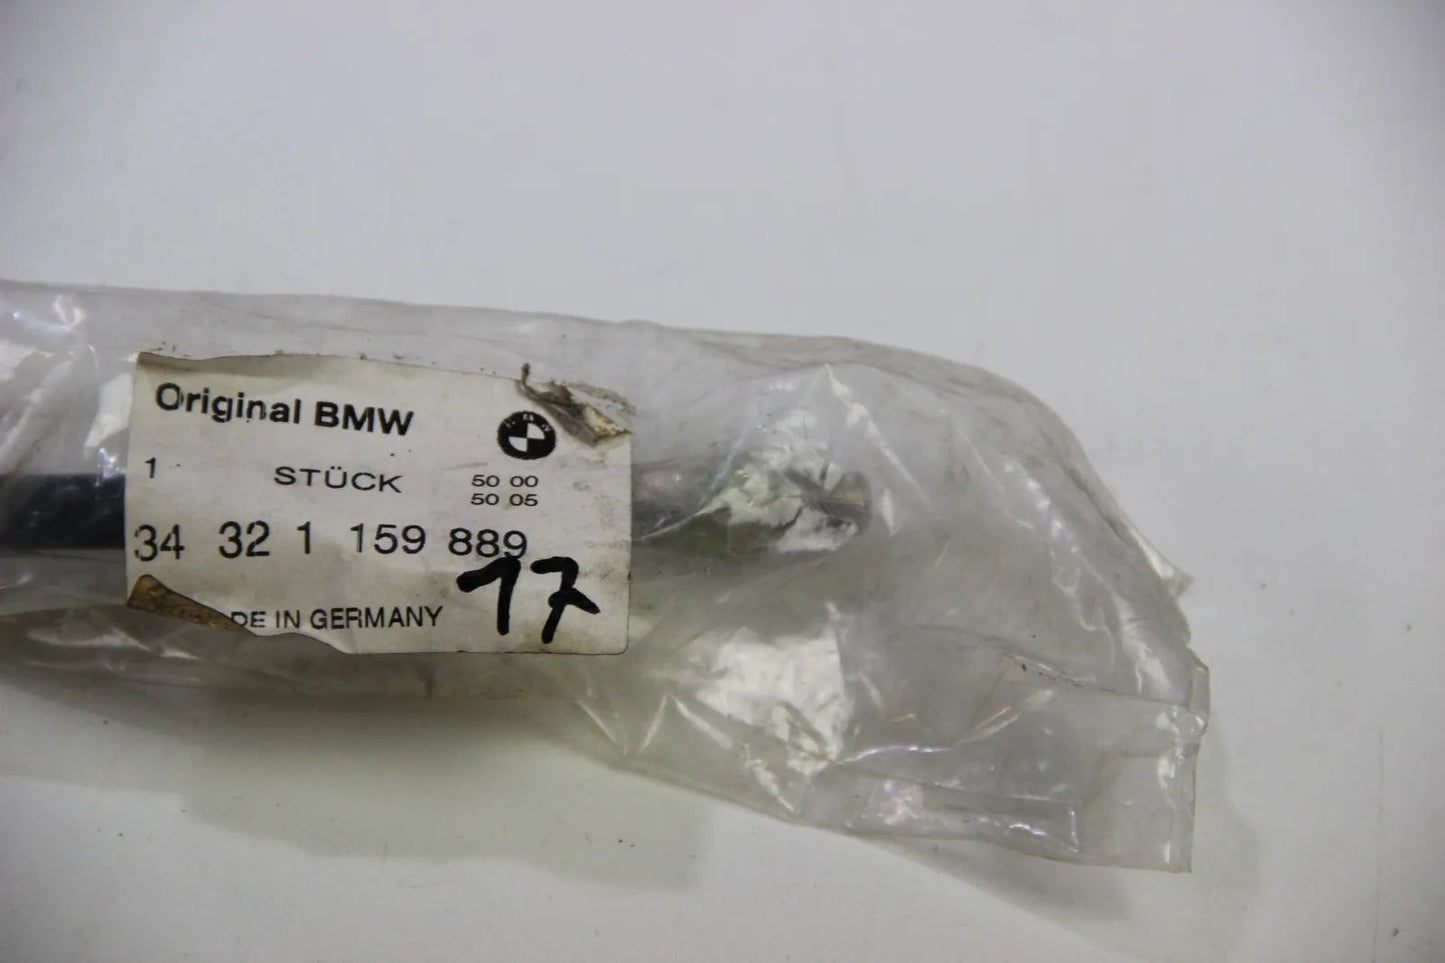 Original BMW
1 STÜCK 50 00
50 05
34 32 1 159 889
17
DE IN GERMANY